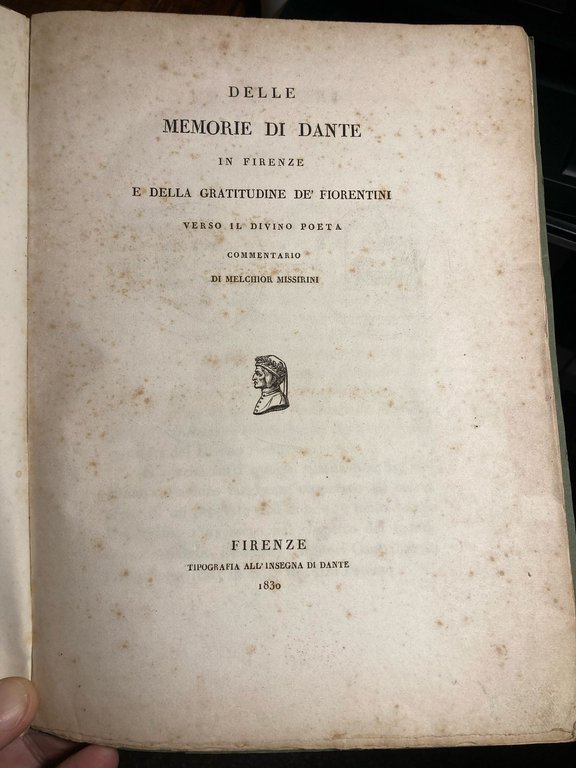 DELLE
MEMORIE DI DANTE
IN FIRENZE
E DELLA GRATITUDINE DE' FIORENTINI
VERSO IL DIVINO POETA
COMMENTARIO
DI MELCHIOR MISSIRINI
FIRENZE
TIPOGRAFIA ALL'INSEGNA DI DANTE
1830